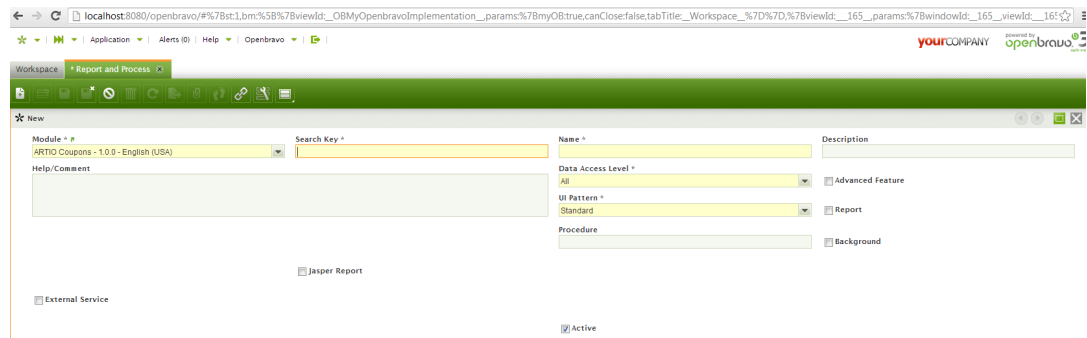 localhost:8080/openbravo/#%7Bst:1,bm:%5B%7BviewId:_OBMyOpenbravoImplementation_,params:%7BmyOB:true,canClose:false,tabTitle:_Workspace_%7D%7D,%7BviewId:__165_,params:%7BwindowId:_165_,viewId:__165
Application Alerts (0) Help Openbravo
yourCOMPANY powered by openbravo 3
Workspace * Report and Process
New
Module * Search Key * Name * Description
ARTIO Coupons - 1.0.0 - English (USA)
Help/Comment Data Access Level *
All Advanced Feature
UI Pattern *
Standard Report
Procedure
Background
Jasper Report
External Service
Active